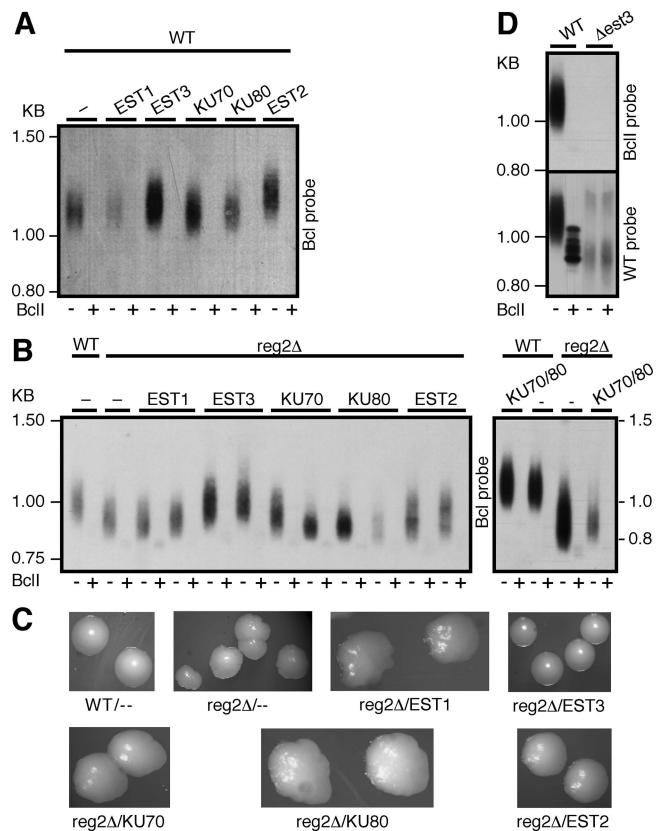 A
WT
– EST1 EST3 KU70 KU80 EST2
KB
1.50
1.00
0.80
Bcl probe
BclI - + - + - + - + - + - +
D
WT Δest3
KB
1.00
0.80
BclI probe
1.00
0.80
WT probe
BclI - + - +
B
WT reg2Δ
KB – – EST1 EST3 KU70 KU80 EST2
1.50
1.00
0.75
BclI - + - + - + - + - + - + - + - + - + - + - + - +
Bcl probe
WT reg2Δ
KU70/80 - - KU70/80
1.5
1.0
0.8
- + - + - + - +
C
WT/-- reg2Δ/-- reg2Δ/EST1 reg2Δ/EST3
reg2Δ/KU70 reg2Δ/KU80 reg2Δ/EST2